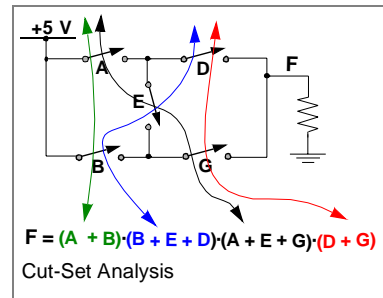 +5 V
A
D
F
E
B
G
F = (A + B)·(B + E + D)·(A + E + G)·(D + G)
Cut-Set Analysis